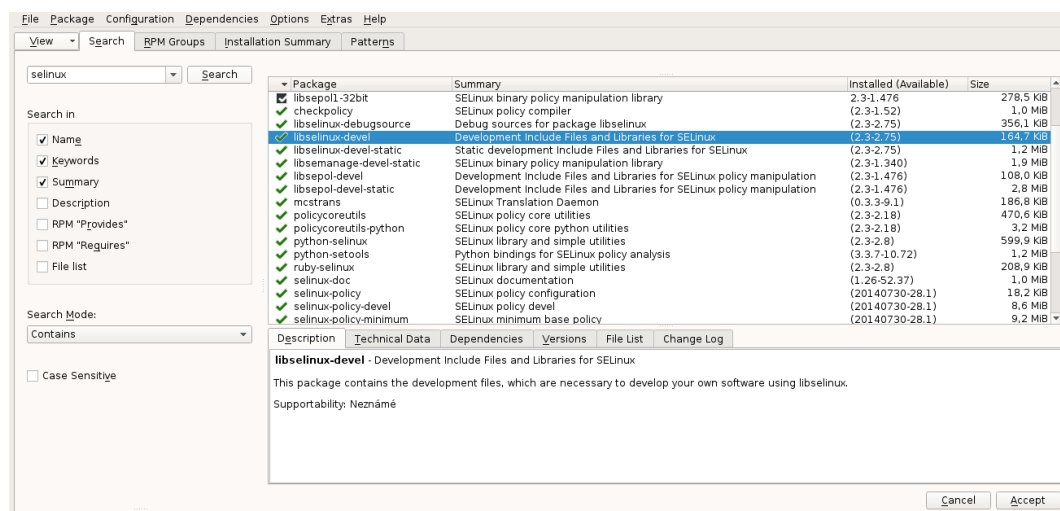 File Package Configuration Dependencies Options Extras Help
View Search RPM Groups Installation Summary Patterns
selinux Search
Search in
Name
Keywords
Summary
Description
RPM "Provides"
RPM "Requires"
File list
Search Mode:
Contains
Case Sensitive
Package Summary Installed (Available) Size
libsepol1-32bit SELinux binary policy manipulation library 2.3-1.476 278,5 KiB
checkpolicy SELinux policy compiler (2.3-1.52) 1,0 MiB
libselinux-debugsource Debug sources for package libselinux (2.3-2.75) 356,1 KiB
libselinux-devel Development Include Files and Libraries for SELinux (2.3-2.75) 164,7 KiB
libselinux-devel-static Static development Include Files and Libraries for SELinux (2.3-2.75) 1,2 MiB
libsemanage-devel-static SELinux binary policy manipulation library (2.3-1.340) 1,9 MiB
libsepol-devel Development Include Files and Libraries for SELinux policy manipulation (2.3-1.476) 108,0 KiB
libsepol-devel-static Development Include Files and Libraries for SELinux policy manipulation (2.3-1.476) 2,8 MiB
mcstrans SELinux Translation Daemon (0.3.3-9.1) 186,8 KiB
policycoreutils SELinux policy core utilities (2.3-2.18) 470,6 KiB
policycoreutils-python SELinux policy core python utilities (2.3-2.18) 3,2 MiB
python-selinux SELinux library and simple utilities (2.3-2.8) 599,9 KiB
python-setools Python bindings for SELinux policy analysis (3.3.7-10.72) 1,2 MiB
ruby-selinux SELinux library and simple utilities (2.3-2.8) 208,9 KiB
selinux-doc SELinux documentation (1.26-52.37) 1,0 MiB
selinux-policy SELinux policy configuration (20140730-28.1) 18,2 KiB
selinux-policy-devel SELinux policy devel (20140730-28.1) 8,6 MiB
selinux-policy-minimum SELinux minimum base policy (20140730-28.1) 9,2 MiB
Description Technical Data Dependencies Versions File List Change Log
libselinux-devel - Development Include Files and Libraries for SELinux
This package contains the development files, which are necessary to develop your own software using libselinux.
Supportability: Neznámé
Cancel Accept